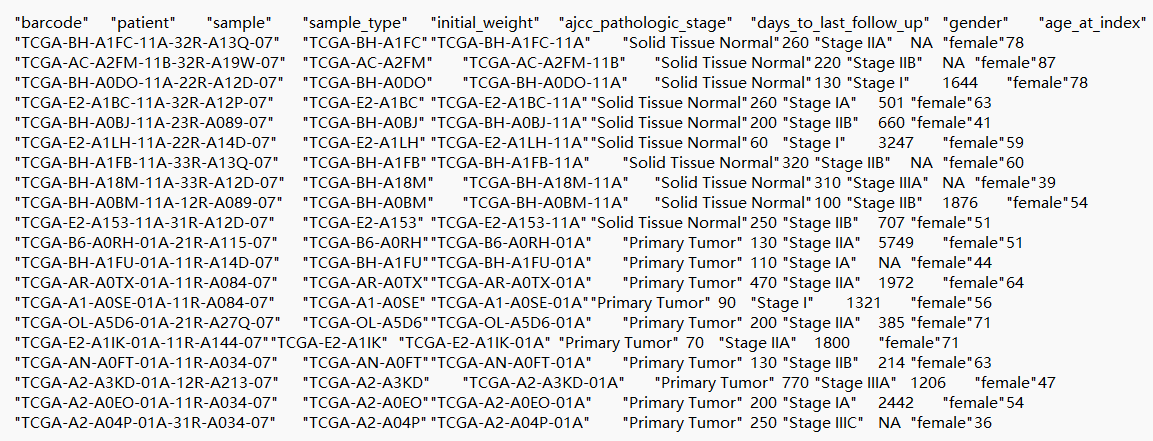 "barcode" "patient" "sample" "sample_type" "initial_weight" "ajcc_pathologic_stage" "days_to_last_follow_up" "gender" "age_at_index"
"TCGA-BH-A1FC-11A-32R-A13Q-07" "TCGA-BH-A1FC" "TCGA-BH-A1FC-11A" "Solid Tissue Normal" 260 "Stage IIA" NA "female" 78
"TCGA-AC-A2FM-11B-32R-A19W-07" "TCGA-AC-A2FM" "TCGA-AC-A2FM-11B" "Solid Tissue Normal" 220 "Stage IIB" NA "female" 87
"TCGA-BH-A0DO-11A-22R-A12D-07" "TCGA-BH-A0DO" "TCGA-BH-A0DO-11A" "Solid Tissue Normal" 130 "Stage I" 1644 "female" 78
"TCGA-E2-A1BC-11A-32R-A12P-07" "TCGA-E2-A1BC" "TCGA-E2-A1BC-11A" "Solid Tissue Normal" 260 "Stage IA" 501 "female" 63
"TCGA-BH-A0BJ-11A-23R-A089-07" "TCGA-BH-A0BJ" "TCGA-BH-A0BJ-11A" "Solid Tissue Normal" 200 "Stage IIB" 660 "female" 41
"TCGA-E2-A1LH-11A-22R-A14D-07" "TCGA-E2-A1LH" "TCGA-E2-A1LH-11A" "Solid Tissue Normal" 60 "Stage I" 3247 "female" 59
"TCGA-BH-A1FB-11A-33R-A13Q-07" "TCGA-BH-A1FB" "TCGA-BH-A1FB-11A" "Solid Tissue Normal" 320 "Stage IIB" NA "female" 60
"TCGA-BH-A18M-11A-33R-A12D-07" "TCGA-BH-A18M" "TCGA-BH-A18M-11A" "Solid Tissue Normal" 310 "Stage IIIA" NA "female" 39
"TCGA-BH-A0BM-11A-12R-A089-07" "TCGA-BH-A0BM" "TCGA-BH-A0BM-11A" "Solid Tissue Normal" 100 "Stage IIB" 1876 "female" 54
"TCGA-E2-A153-11A-31R-A12D-07" "TCGA-E2-A153" "TCGA-E2-A153-11A" "Solid Tissue Normal" 250 "Stage IIB" 707 "female" 51
"TCGA-B6-A0RH-01A-21R-A115-07" "TCGA-B6-A0RH" "TCGA-B6-A0RH-01A" "Primary Tumor" 130 "Stage IIA" 5749 "female" 51
"TCGA-BH-A1FU-01A-11R-A14D-07" "TCGA-BH-A1FU" "TCGA-BH-A1FU-01A" "Primary Tumor" 110 "Stage IA" NA "female" 44
"TCGA-AR-A0TX-01A-11R-A084-07" "TCGA-AR-A0TX" "TCGA-AR-A0TX-01A" "Primary Tumor" 470 "Stage IIA" 1972 "female" 64
"TCGA-A1-A0SE-01A-11R-A084-07" "TCGA-A1-A0SE" "TCGA-A1-A0SE-01A" "Primary Tumor" 90 "Stage I" 1321 "female" 56
"TCGA-OL-A5D6-01A-21R-A27Q-07" "TCGA-OL-A5D6" "TCGA-OL-A5D6-01A" "Primary Tumor" 200 "Stage IIA" 385 "female" 71
"TCGA-E2-A1IK-01A-11R-A144-07" "TCGA-E2-A1IK" "TCGA-E2-A1IK-01A" "Primary Tumor" 70 "Stage IIA" 1800 "female" 71
"TCGA-AN-A0FT-01A-11R-A034-07" "TCGA-AN-A0FT" "TCGA-AN-A0FT-01A" "Primary Tumor" 130 "Stage IIB" 214 "female" 63
"TCGA-A2-A3KD-01A-12R-A213-07" "TCGA-A2-A3KD" "TCGA-A2-A3KD-01A" "Primary Tumor" 770 "Stage IIIA" 1206 "female" 47
"TCGA-A2-A0EO-01A-11R-A034-07" "TCGA-A2-A0EO" "TCGA-A2-A0EO-01A" "Primary Tumor" 200 "Stage IA" 2442 "female" 54
"TCGA-A2-A04P-01A-31R-A034-07" "TCGA-A2-A04P" "TCGA-A2-A04P-01A" "Primary Tumor" 250 "Stage IIIC" NA "female" 36